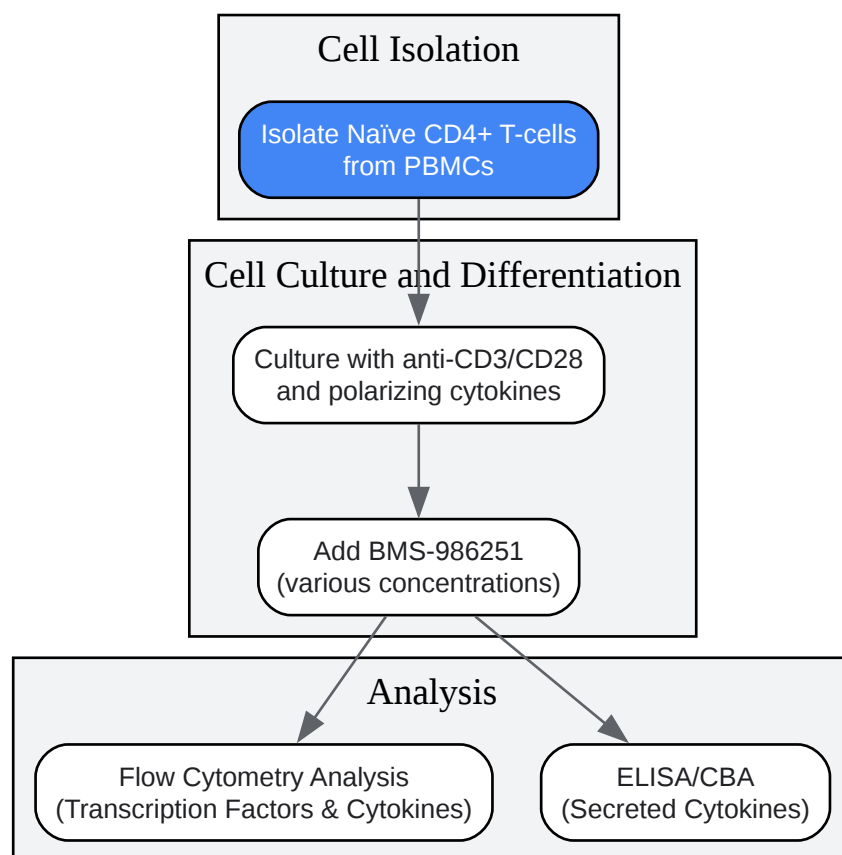 Cell Isolation
Isolate Naïve CD4+ T-cells
from PBMCs
Cell Culture and Differentiation
Culture with anti-CD3/CD28
and polarizing cytokines
Add BMS-986251
(various concentrations)
Analysis
Flow Cytometry Analysis
(Transcription Factors & Cytokines)
ELISA/CBA
(Secreted Cytokines)